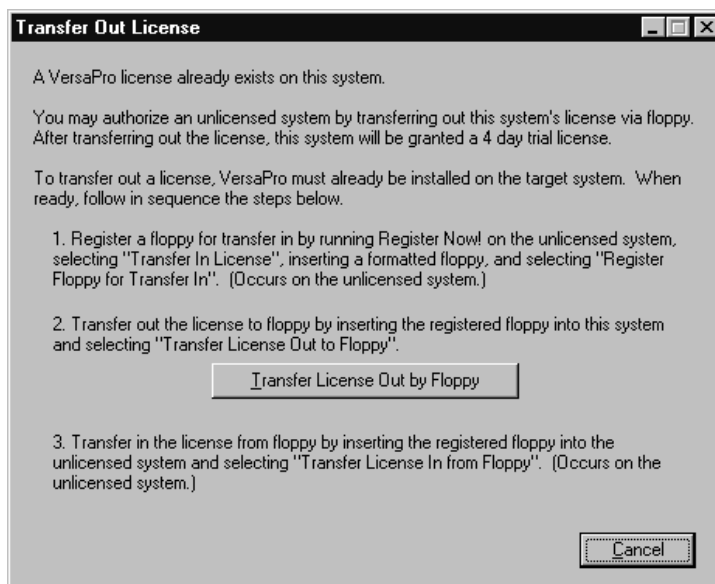 Transfer Out License
A VersaPro license already exists on this system.
You may authorize an unlicensed system by transferring out this system's license via floppy.
After transferring out the license, this system will be granted a 4 day trial license.
To transfer out a license, VersaPro must already be installed on the target system. When
ready, follow in sequence the steps below.
1. Register a floppy for transfer in by running Register Now! on the unlicensed system,
selecting "Transfer In License", inserting a formatted floppy, and selecting "Register
Floppy for Transfer In". (Occurs on the unlicensed system.)
2. Transfer out the license to floppy by inserting the registered floppy into this system
and selecting "Transfer License Out to Floppy".
Transfer License Out by Floppy
3. Transfer in the license from floppy by inserting the registered floppy into the
unlicensed system and selecting "Transfer License In from Floppy". (Occurs on the
unlicensed system.)
Cancel